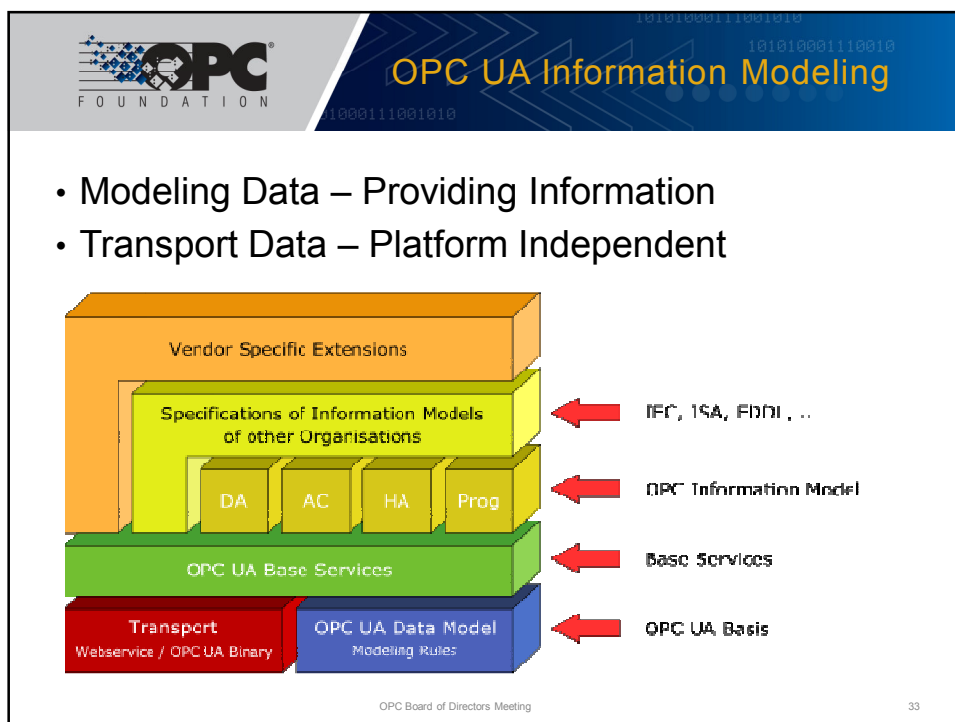 1010100011100101​0
101010001110010
OPC®
FOUNDATION
OPC UA Information Modeling
01000111001010
• Modeling Data – Providing Information
• Transport Data – Platform Independent
Vendor Specific Extensions
Specifications of Information Models
of other Organisations
IEC, ISA, EDDL, ..
DA
AC
HA
Prog
OPC Information Model
OPC UA Base Services
Base Services
Transport
Webservice / OPC UA Binary
OPC UA Data Model
Modeling Rules
OPC UA Basis
OPC Board of Directors Meeting
33